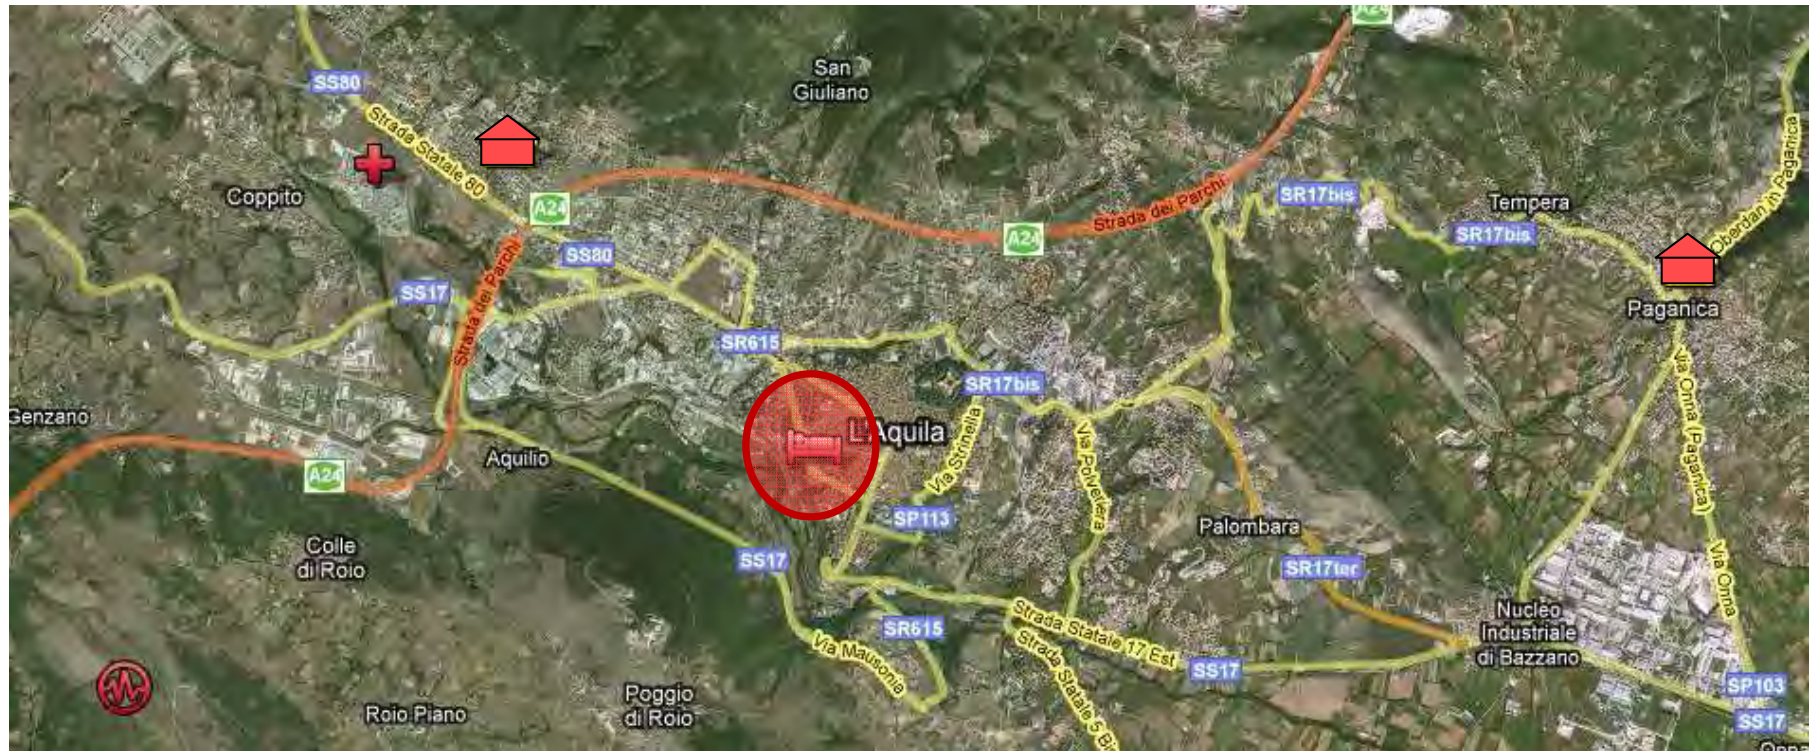 A24
SS80
San
Giuliano
Strada Statale 80
Oberdan in Paganica
Coppito
A24
Strada dei Parchi
SR17bis
Tempera
SR17bis
A24
SS80
Strada dei Parchi
SS17
Paganica
SR615
SR17bis
Genzano
L'Aquila
Aquilio
A24
Via Strinella
Via Polveriera
Via Onna (Paganica)
SP113
Palombara
Colle
di Roio
SS17
SR17ter
Via Onna
Nucleo
Industriale
di Bazzano
Strada Statale 17 Est
SR615
Via Mausonia
SS17
Strada Statale 5 Bi
SP103
SS17
Poggio
di Roio
Roio Piano